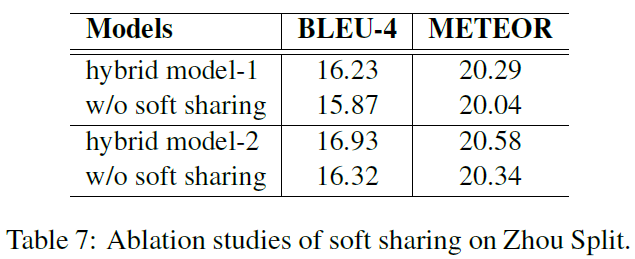 Models BLEU-4 METEOR
hybrid model-1 16.23 20.29
w/o soft sharing 15.87 20.04
hybrid model-2 16.93 20.58
w/o soft sharing 16.32 20.34
Table 7: Ablation studies of soft sharing on Zhou Split.